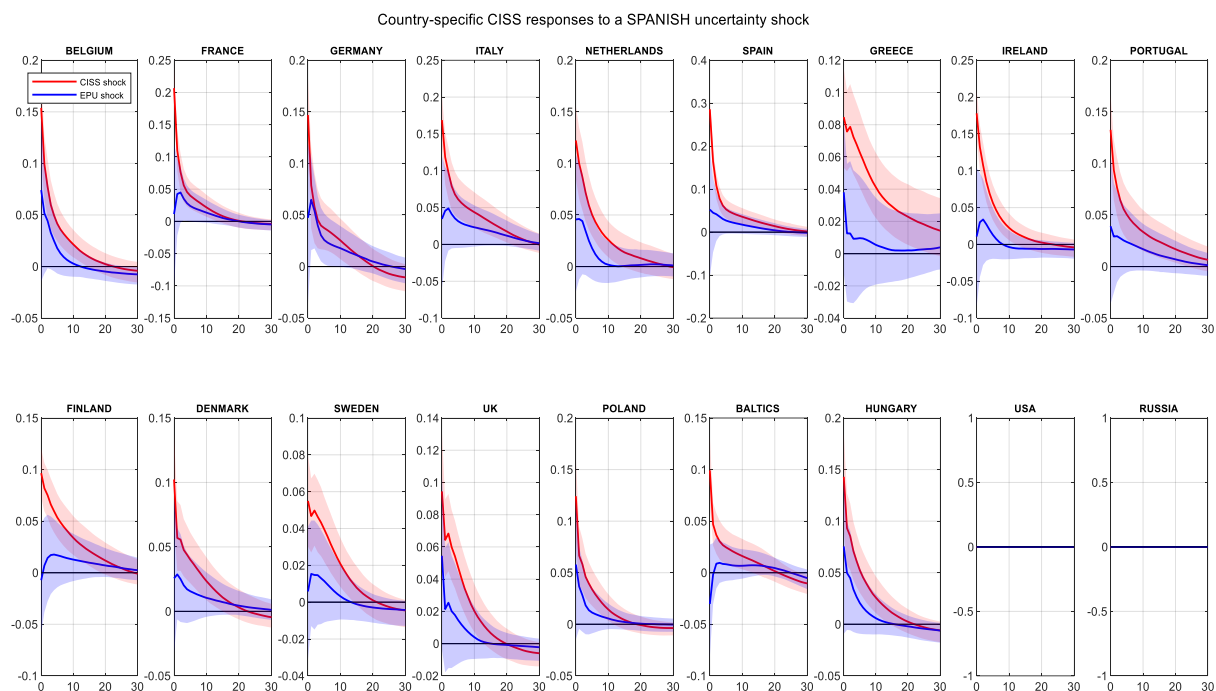 Country-specific CISS responses to a SPANISH uncertainty shock
BELGIUM FRANCE GERMANY ITALY NETHERLANDS SPAIN GREECE IRELAND PORTUGAL
CISS shock
EPU shock
0.2 0.25 0.2 0.25 0.2 0.4 0.12 0.25 0.2
0.15 0.2 0.15 0.2 0.15 0.3 0.1 0.2 0.15
0.1 0.15 0.1 0.15 0.1 0.2 0.08 0.15 0.1
0.05 0.1 0.05 0.1 0.05 0.1 0.06 0.1 0.05
0 0.05 0 0.05 0 0 0.04 0.05 0
-0.05 0 -0.05 0 -0.05 -0.1 0.02 0 -0.05
-0.05 -0.05 -0.2 0 -0.05
-0.1 -0.1 -0.02 -0.1
-0.15 -0.04
0 10 20 30 0 10 20 30 0 10 20 30 0 10 20 30 0 10 20 30 0 10 20 30 0 10 20 30 0 10 20 30 0 10 20 30
FINLAND DENMARK SWEDEN UK POLAND BALTICS HUNGARY USA RUSSIA
0.15 0.15 0.1 0.14 0.2 0.15 0.2 1 1
0.1 0.1 0.08 0.12 0.15 0.1 0.15 0.5 0.5
0.05 0.05 0.06 0.1 0.1 0.05 0.1 0 0
0 0 0.04 0.08 0.05 0 0.05 -0.5 -0.5
-0.05 -0.05 0.02 0.06 0 -0.05 0 -1 -1
-0.1 0 0.04 -0.05 -0.1 -0.05
-0.02 0.02
-0.04 0
-0.02
0 10 20 30 0 10 20 30 0 10 20 30 0 10 20 30 0 10 20 30 0 10 20 30 0 10 20 30 0 10 20 30 0 10 20 30